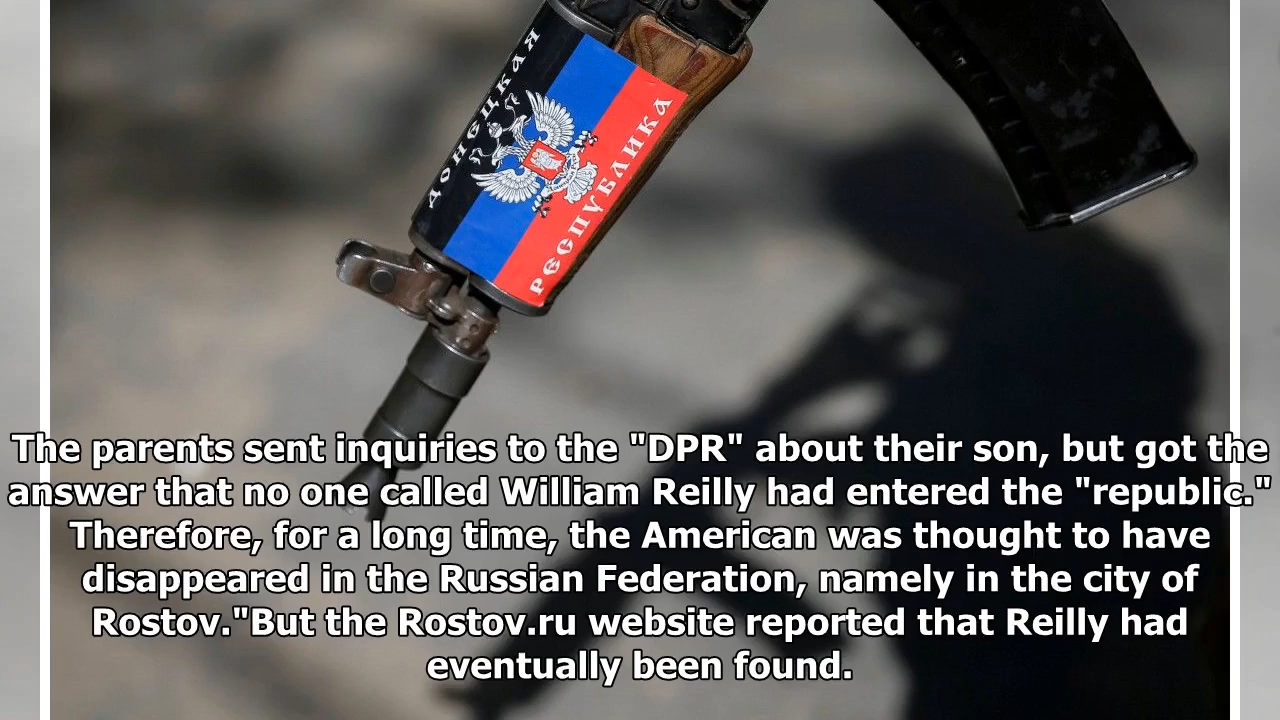 ДОНЕЦКАЯ
РЕСПУБЛИКА
The parents sent inquiries to the "DPR" about their son, but got the
answer that no one called William Reilly had entered the "republic."
Therefore, for a long time, the American was thought to have
disappeared in the Russian Federation, namely in the city of
Rostov."But the Rostov.ru website reported that Reilly had
eventually been found.